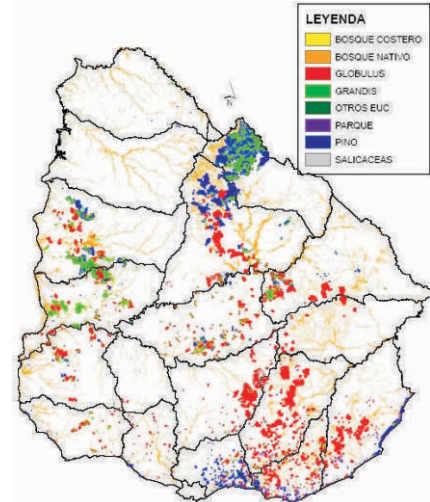 LEYENDA
BOSQUE COSTERO
BOSQUE NATIVO
GLOBULUS
GRANDIS
OTROS EUC
PARQUE
PINO
SALICACEAS
N